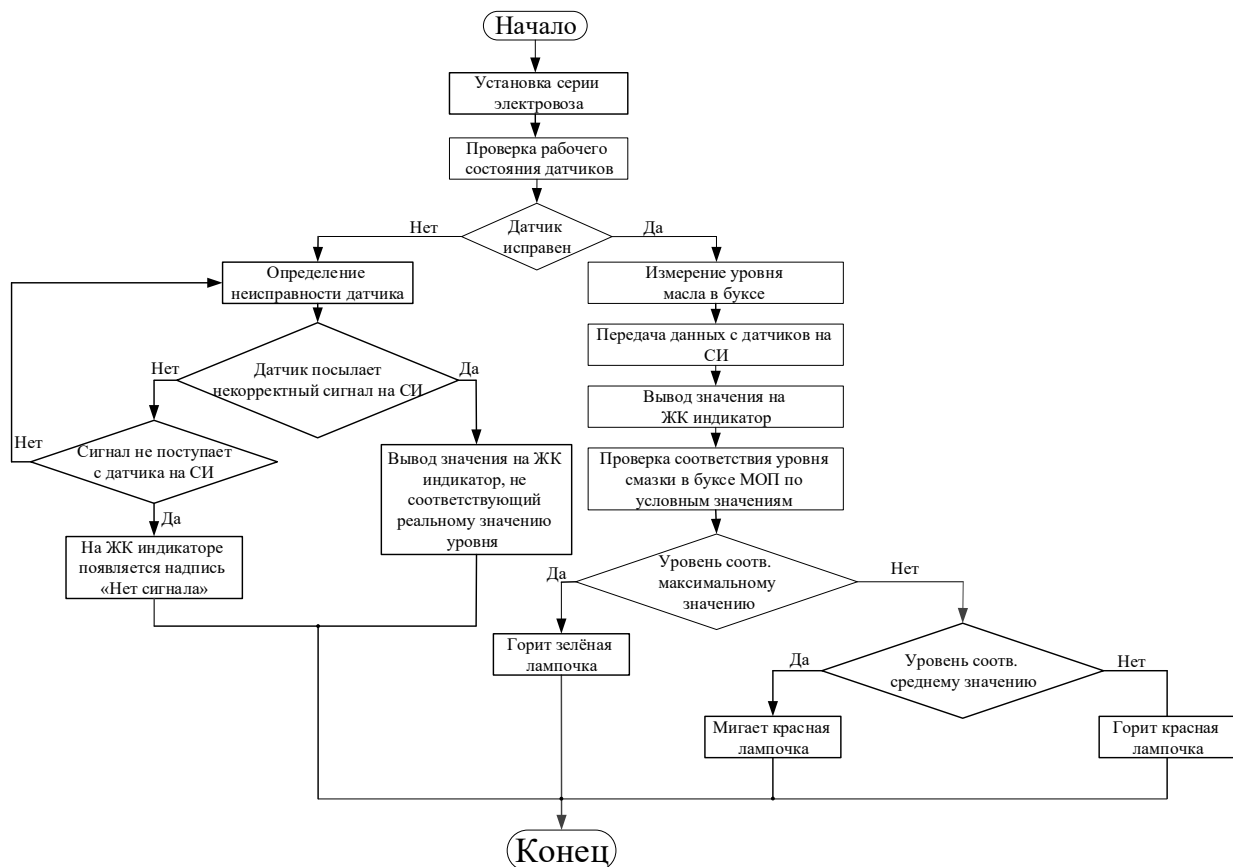 Начало
Установка серии
электровоза
Проверка рабочего
состояния датчиков
Нет
Датчик
исправен
Да
Определение
неисправности датчика
Измерение уровня
масла в буксе
Передача данных с датчиков на
СИ
Нет
Датчик посылает
некорректный сигнал на СИ
Да
Вывод значения на
ЖК индикатор
Нет
Сигнал не поступает
с датчика на СИ
Да
Вывод значения на ЖК
индикатор, не
соответствующий
реальному значению
уровня
Проверка соответствия уровня
смазки в буксе МОП по
условным значениям
На ЖК индикаторе
появляется надпись
«Нет сигнала»
Да
Уровень соотв.
максимальному
значению
Нет
Горит зелёная
лампочка
Да
Уровень соотв.
среднему значению
Нет
Мигает красная
лампочка
Горит красная
лампочка
Конец